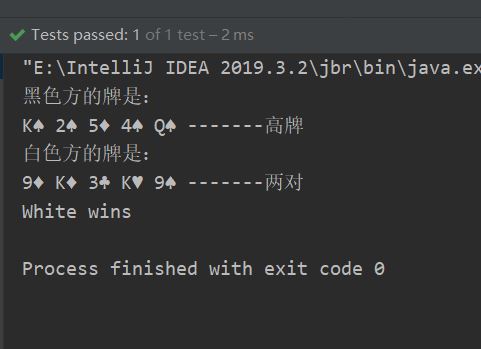 Tests passed: 1 of 1 test – 2 ms
"E:\IntelliJ IDEA 2019.3.2\jbr\bin\java.ex
黑色方的牌是:
K♠ 2♠ 5♦ 4♠ Q♠ -------高牌
白色方的牌是:
9♦ K♦ 3♣ K♥ 9♠ -------两对
White wins
Process finished with exit code 0